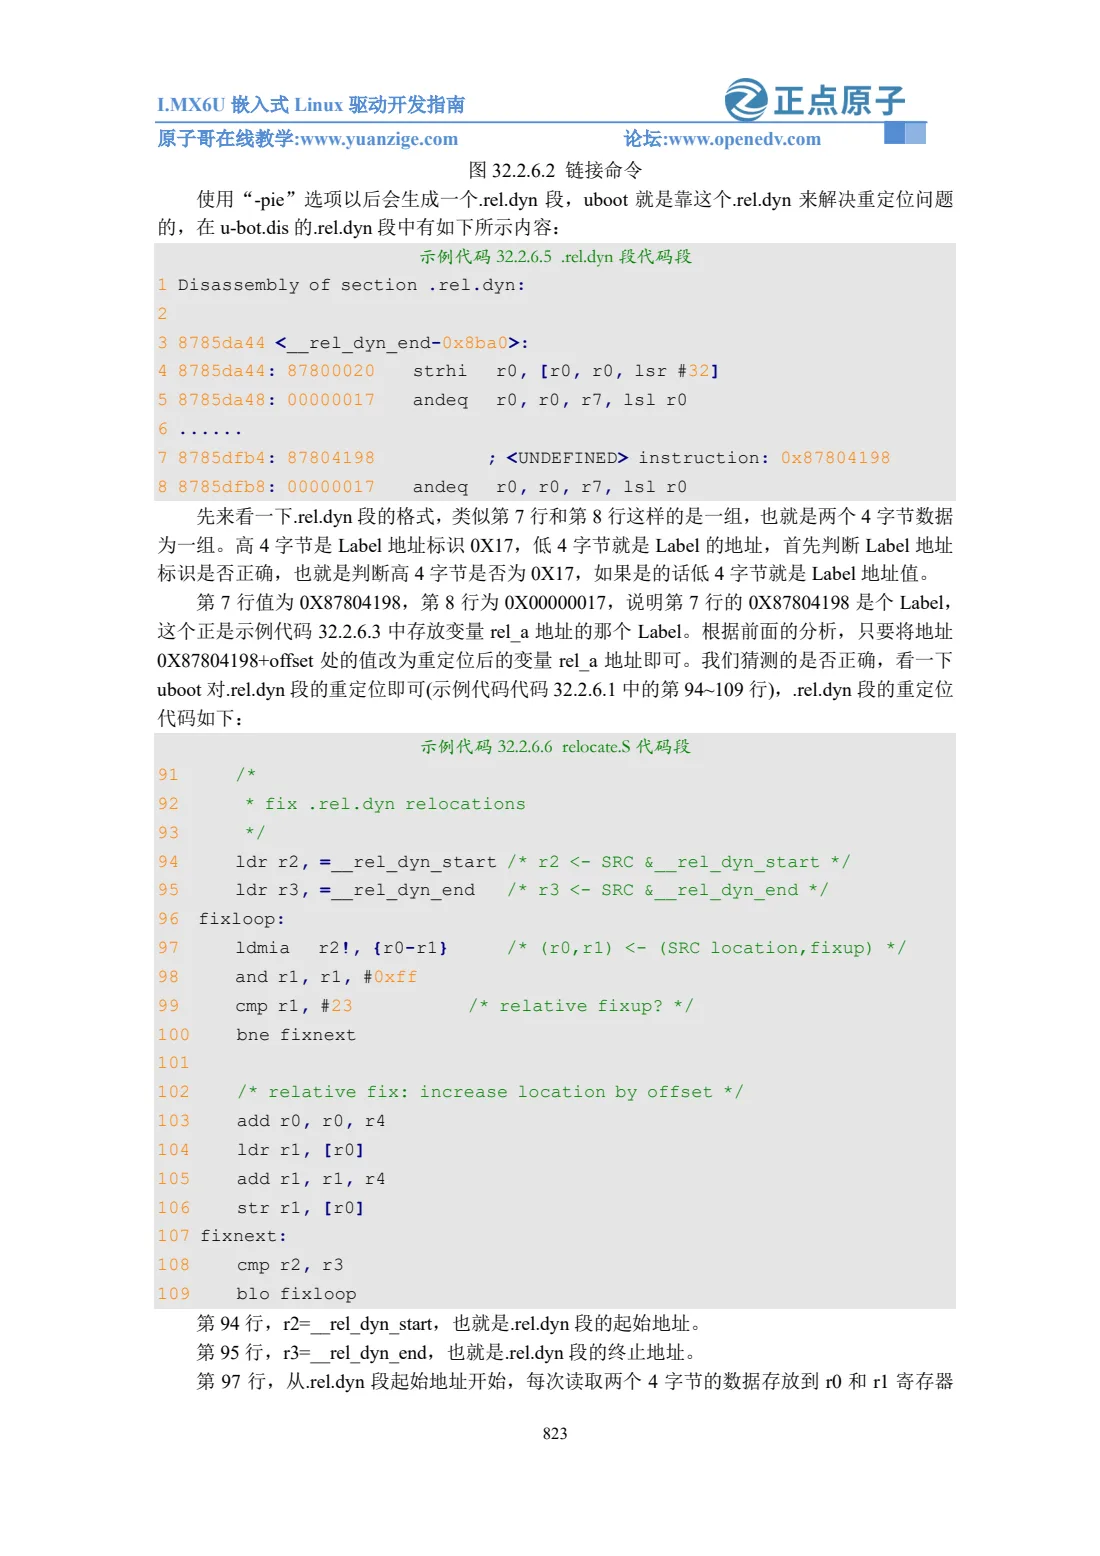 I.MX6U 嵌入式 Linux 驱动开发指南
正点原子
原子哥在线教学:www.yuanzige.com 论坛:www.openedv.com
图 32.2.6.2 链接命令
使用“-pie”选项以后会生成一个.rel.dyn 段，uboot 就是靠这个.rel.dyn 来解决重定位问题
的，在 u-bot.dis 的.rel.dyn 段中有如下所示内容：
示例代码 32.2.6.5 .rel.dyn 段代码段
1 Disassembly of section .rel.dyn:
2
3 8785da44 <__rel_dyn_end-0x8ba0>:
4 8785da44: 87800020 strhi r0, [r0, r0, lsr #32]
5 8785da48: 00000017 andeq r0, r0, r7, lsl r0
6 ......
7 8785dfb4: 87804198 ; <UNDEFINED> instruction: 0x87804198
8 8785dfb8: 00000017 andeq r0, r0, r7, lsl r0
先来看一下.rel.dyn 段的格式，类似第 7 行和第 8 行这样的是一组，也就是两个 4 字节数据
为一组。高 4 字节是 Label 地址标识 0X17，低 4 字节就是 Label 的地址，首先判断 Label 地址
标识是否正确，也就是判断高 4 字节是否为 0X17，如果是的话低 4 字节就是 Label 地址值。
第 7 行值为 0X87804198，第 8 行为 0X00000017，说明第 7 行的 0X87804198 是个 Label，
这个正是示例代码 32.2.6.3 中存放变量 rel_a 地址的那个 Label。根据前面的分析，只要将地址
0X87804198+offset 处的值改为重定位后的变量 rel_a 地址即可。我们猜测的是否正确，看一下
uboot 对.rel.dyn 段的重定位即可(示例代码代码 32.2.6.1 中的第 94~109 行)，.rel.dyn 段的重定位
代码如下：
示例代码 32.2.6.6 relocate.S 代码段
91 /*
92 * fix .rel.dyn relocations
93 */
94 ldr r2, =__rel_dyn_start /* r2 <- SRC &__rel_dyn_start */
95 ldr r3, =__rel_dyn_end /* r3 <- SRC &__rel_dyn_end */
96 fixloop:
97 ldmia r2!, {r0-r1} /* (r0,r1) <- (SRC location,fixup) */
98 and r1, r1, #0xff
99 cmp r1, #23 /* relative fixup? */
100 bne fixnext
101
102 /* relative fix: increase location by offset */
103 add r0, r0, r4
104 ldr r1, [r0]
105 add r1, r1, r4
106 str r1, [r0]
107 fixnext:
108 cmp r2, r3
109 blo fixloop
第 94 行，r2=__rel_dyn_start，也就是.rel.dyn 段的起始地址。
第 95 行，r3=__rel_dyn_end，也就是.rel.dyn 段的终止地址。
第 97 行，从.rel.dyn 段起始地址开始，每次读取两个 4 字节的数据存放到 r0 和 r1 寄存器
823